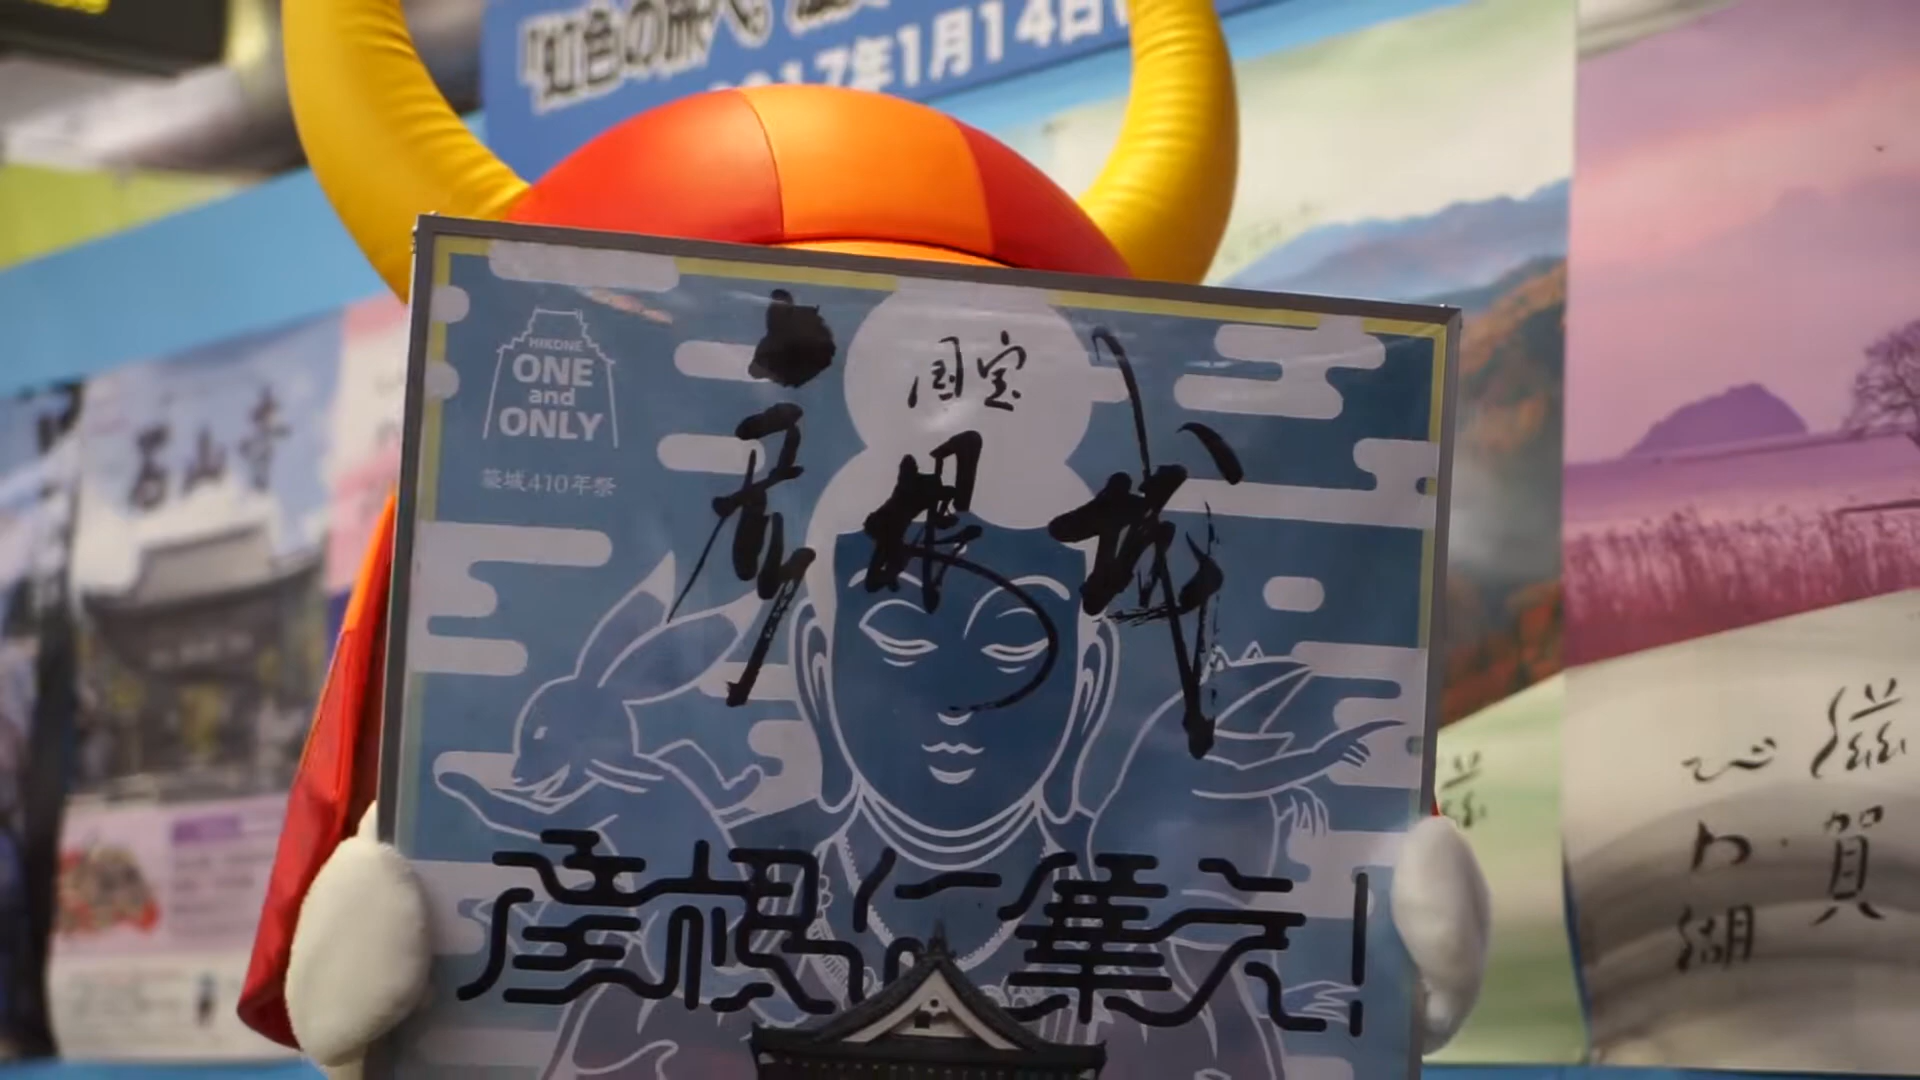 『虹色の旅へ。滋
2017年1月14日
HIKONE
ONE
and
ONLY
築城410年祭
国宝
彦根城
彦根に集え!
石山寺
滋賀
びわ湖